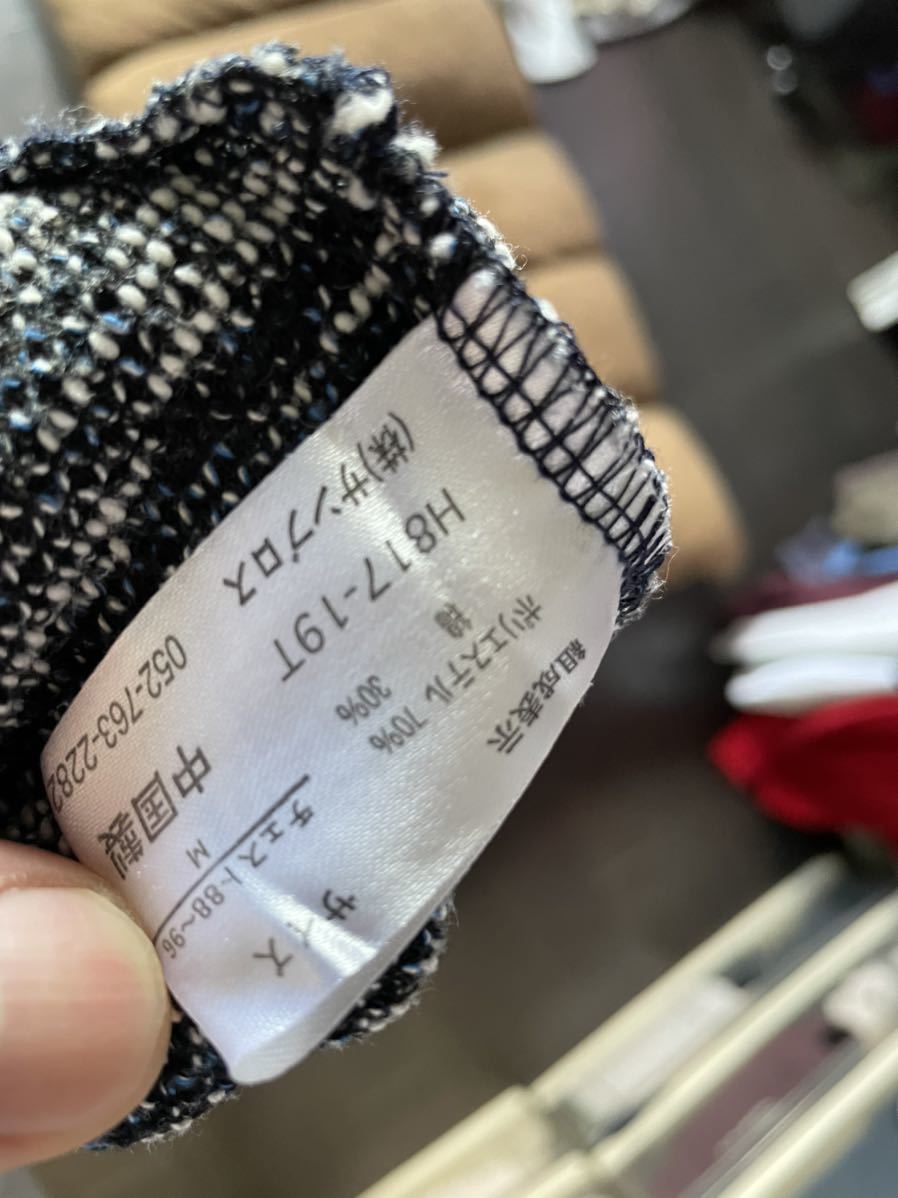 サイズ
チェスト88~96
M
組成表示
ポリエステル 70%
綿 30%
H817-19T
中国製
(株)サンブロス
052-763-2282